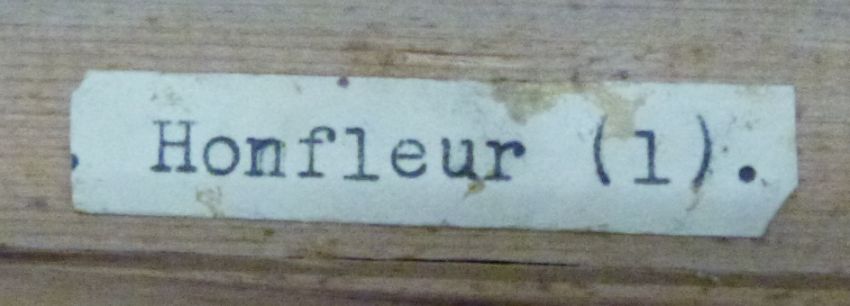 . Honfleur (1).